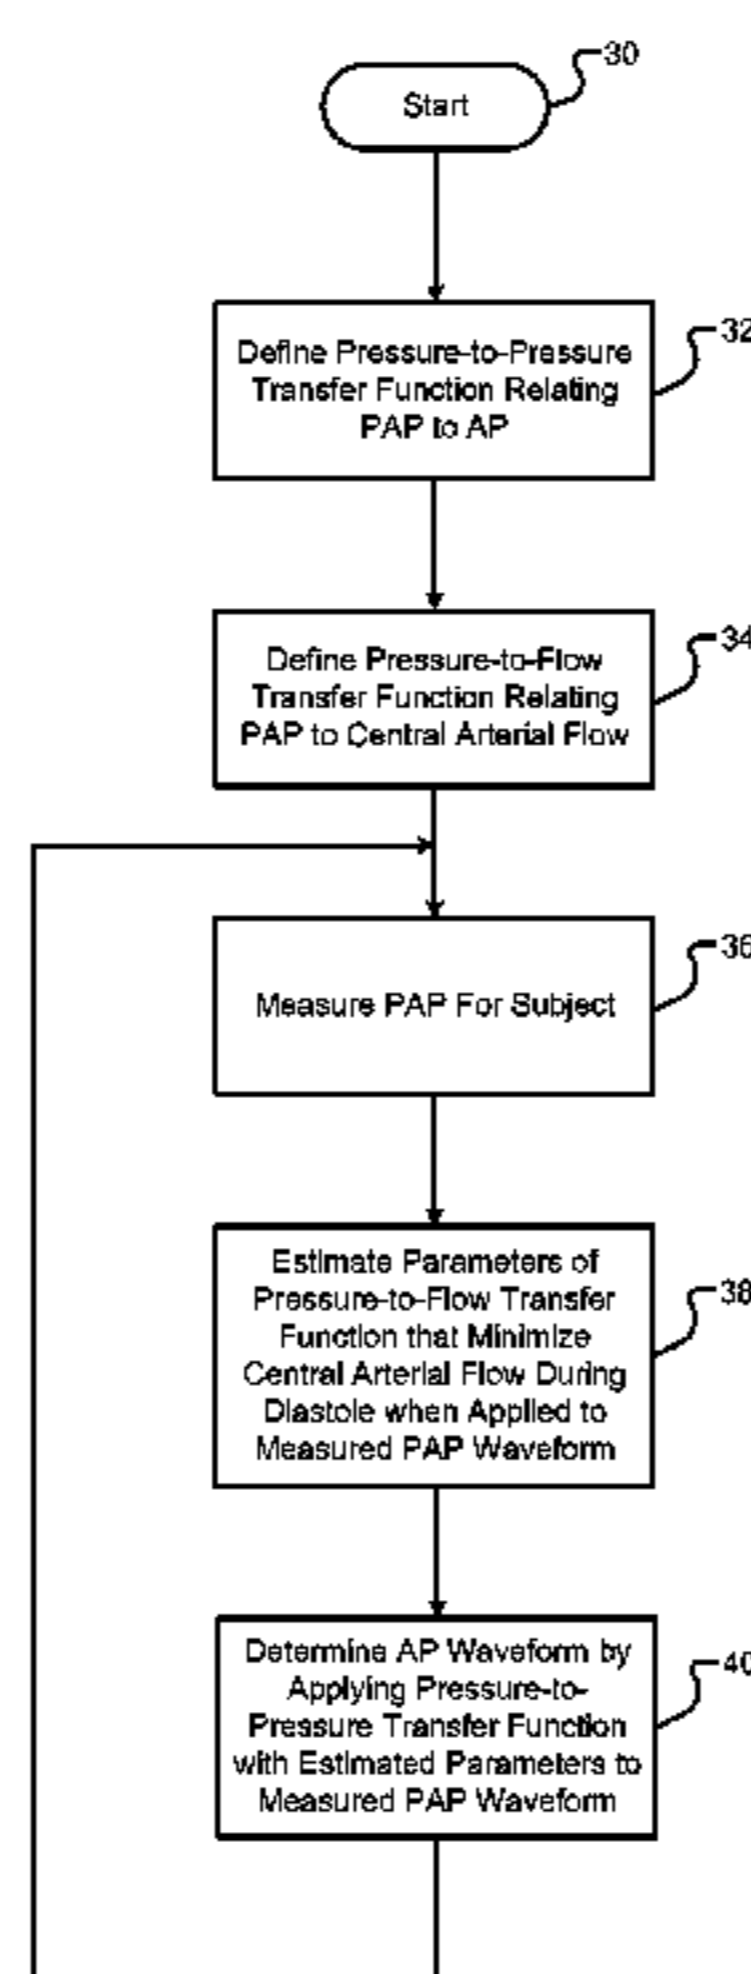 30
Start
32
Define Pressure-to-Pressure
Transfer Function Relating
PAP to AP
34
Define Pressure-to-Flow
Transfer Function Relating
PAP to Central Arterial Flow
36
Measure PAP For Subject
38
Estimate Parameters of
Pressure-to-Flow Transfer
Function that Minimize
Central Arterial Flow During
Diastole when Applied to
Measured PAP Waveform
40
Determine AP Waveform by
Applying Pressure-to-
Pressure Transfer Function
with Estimated Parameters to
Measured PAP Waveform